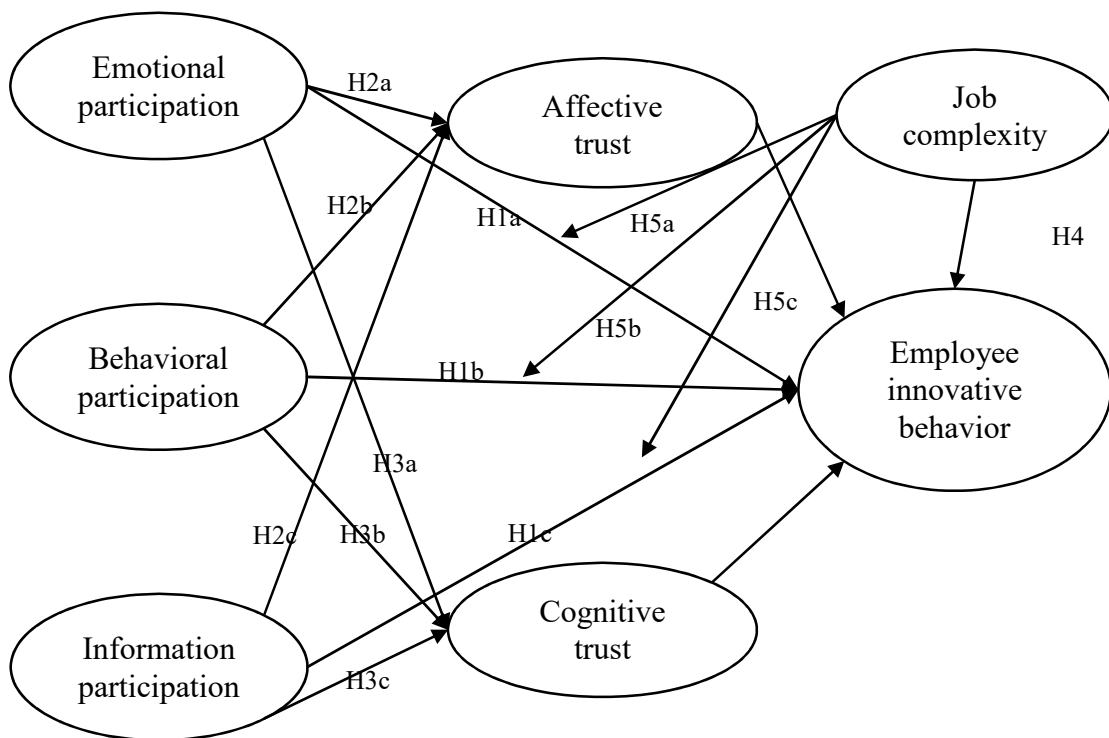 Emotional
participation
H2a
Affective
trust
Job
complexity
H2b
H1a
H5a
H4
H5c
H5b
Behavioral
participation
H1b
Employee
innovative
behavior
H3a
H2c
H3b
H1c
Information
participation
H3c
Cognitive
trust